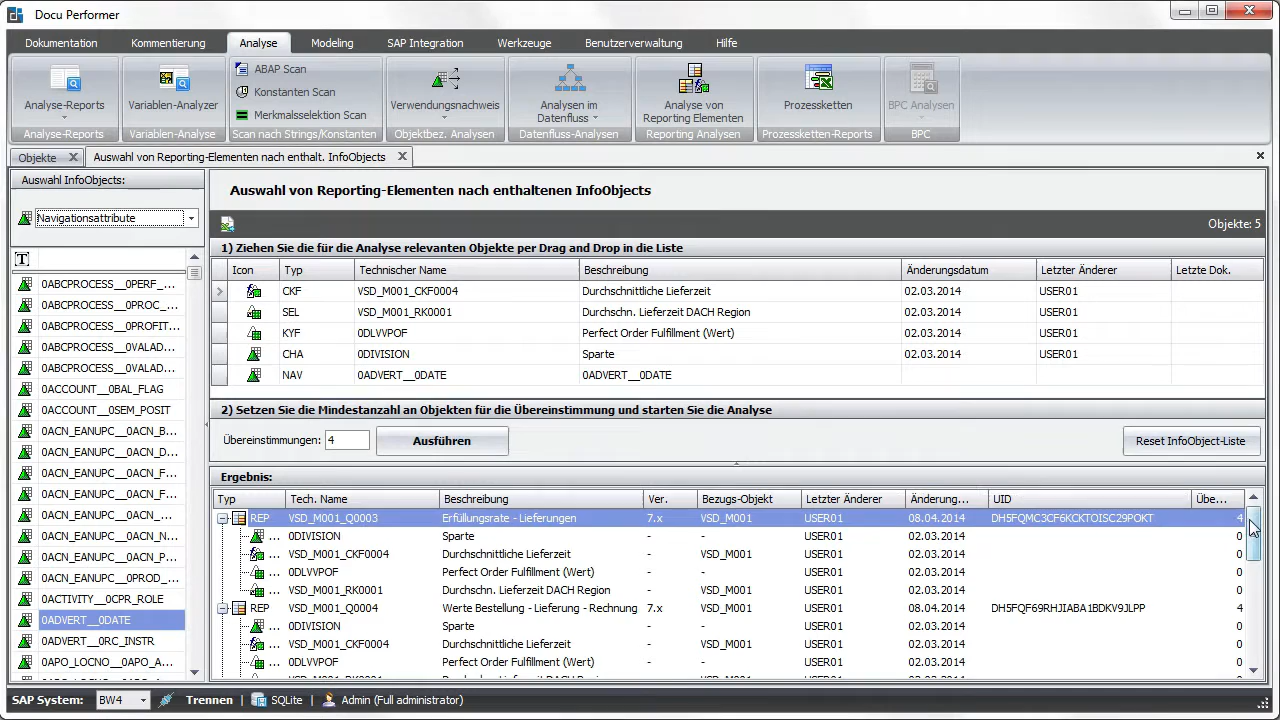 Docu Performer
Dokumentation Kommentierung Analyse Modeling SAP Integration Werkzeuge Benutzerverwaltung Hilfe
Analyse-Reports
Analyse-Reports
Variablen-Analyzer
Variablen-Analyse
ABAP Scan
Konstanten Scan
Merkmalsselektion Scan
Scan nach Strings/Konstanten
Verwendungsnachweis
Objektbez. Analysen
Analysen im
Datenfluss
Datenfluss-Analysen
Analyse von
Reporting Elementen
Reporting Analysen
Prozessketten
Prozessketten-Reports
BPC Analysen
BPC
Objekte
Auswahl von Reporting-Elementen nach enthalt. InfoObjects
Auswahl InfoObjects:
Navigationsattribute
0ABCPROCESS__0PERF_...
0ABCPROCESS__0PROC_...
0ABCPROCESS__0PROFIT...
0ABCPROCESS__0VALAD...
0ABCPROCESS__0VALAD...
0ACCOUNT__0BAL_FLAG
0ACCOUNT__0SEM_POSIT
0ACN_EANUPC__0ACN_B...
0ACN_EANUPC__0ACN_D...
0ACN_EANUPC__0ACN_F...
0ACN_EANUPC__0ACN_F...
0ACN_EANUPC__0ACN_F...
0ACN_EANUPC__0ACN_N...
0ACN_EANUPC__0ACN_P...
0ACN_EANUPC__0PROD_...
0ACTIVITY__0CPR_ROLE
0ADVERT__0DATE
0ADVERT__0RC_INSTR
0APO_LOCNO__0APO_A...
Auswahl von Reporting-Elementen nach enthaltenen InfoObjects
Objekte: 5
1) Ziehen Sie die für die Analyse relevanten Objekte per Drag and Drop in die Liste
Icon Typ Technischer Name Beschreibung Änderungsdatum Letzter Änderer Letzte Dok.
CKF VSD_M001_CKF0004 Durchschnittliche Lieferzeit 02.03.2014 USER01
SEL VSD_M001_RK0001 Durchschn. Lieferzeit DACH Region 02.03.2014 USER01
KYF 0DLVVPOF Perfect Order Fulfillment (Wert) 02.03.2014 USER01
CHA 0DIVISION Sparte 02.03.2014 USER01
NAV 0ADVERT__0DATE 0ADVERT__0DATE
2) Setzen Sie die Mindestanzahl an Objekten für die Übereinstimmung und starten Sie die Analyse
Übereinstimmungen: 4 Ausführen Reset InfoObject-Liste
Ergebnis:
Typ Tech. Name Beschreibung Ver. Bezugs-Objekt Letzter Änderer Änderung... UID Übe...
REP VSD_M001_Q0003 Erfüllungsrate - Lieferungen 7.x VSD_M001 USER01 08.04.2014 DH5FQMC3CF6KCKTOISC29POKT 4
... 0DIVISION Sparte - - USER01 02.03.2014 0
... VSD_M001_CKF0004 Durchschnittliche Lieferzeit - VSD_M001 USER01 02.03.2014 0
... 0DLVVPOF Perfect Order Fulfillment (Wert) - - USER01 02.03.2014 0
... VSD_M001_RK0001 Durchschn. Lieferzeit DACH Region - VSD_M001 USER01 02.03.2014 0
REP VSD_M001_Q0004 Werte Bestellung - Lieferung - Rechnung 7.x VSD_M001 USER01 08.04.2014 DH5FQF69RHJIABA1BDKV9JLPP 4
... 0DIVISION Sparte - - USER01 02.03.2014 0
... VSD_M001_CKF0004 Durchschnittliche Lieferzeit - VSD_M001 USER01 02.03.2014 0
... 0DLVVPOF Perfect Order Fulfillment (Wert) - - USER01 02.03.2014 0
SAP System: BW4 Trennen | SQLite | Admin (Full administrator)